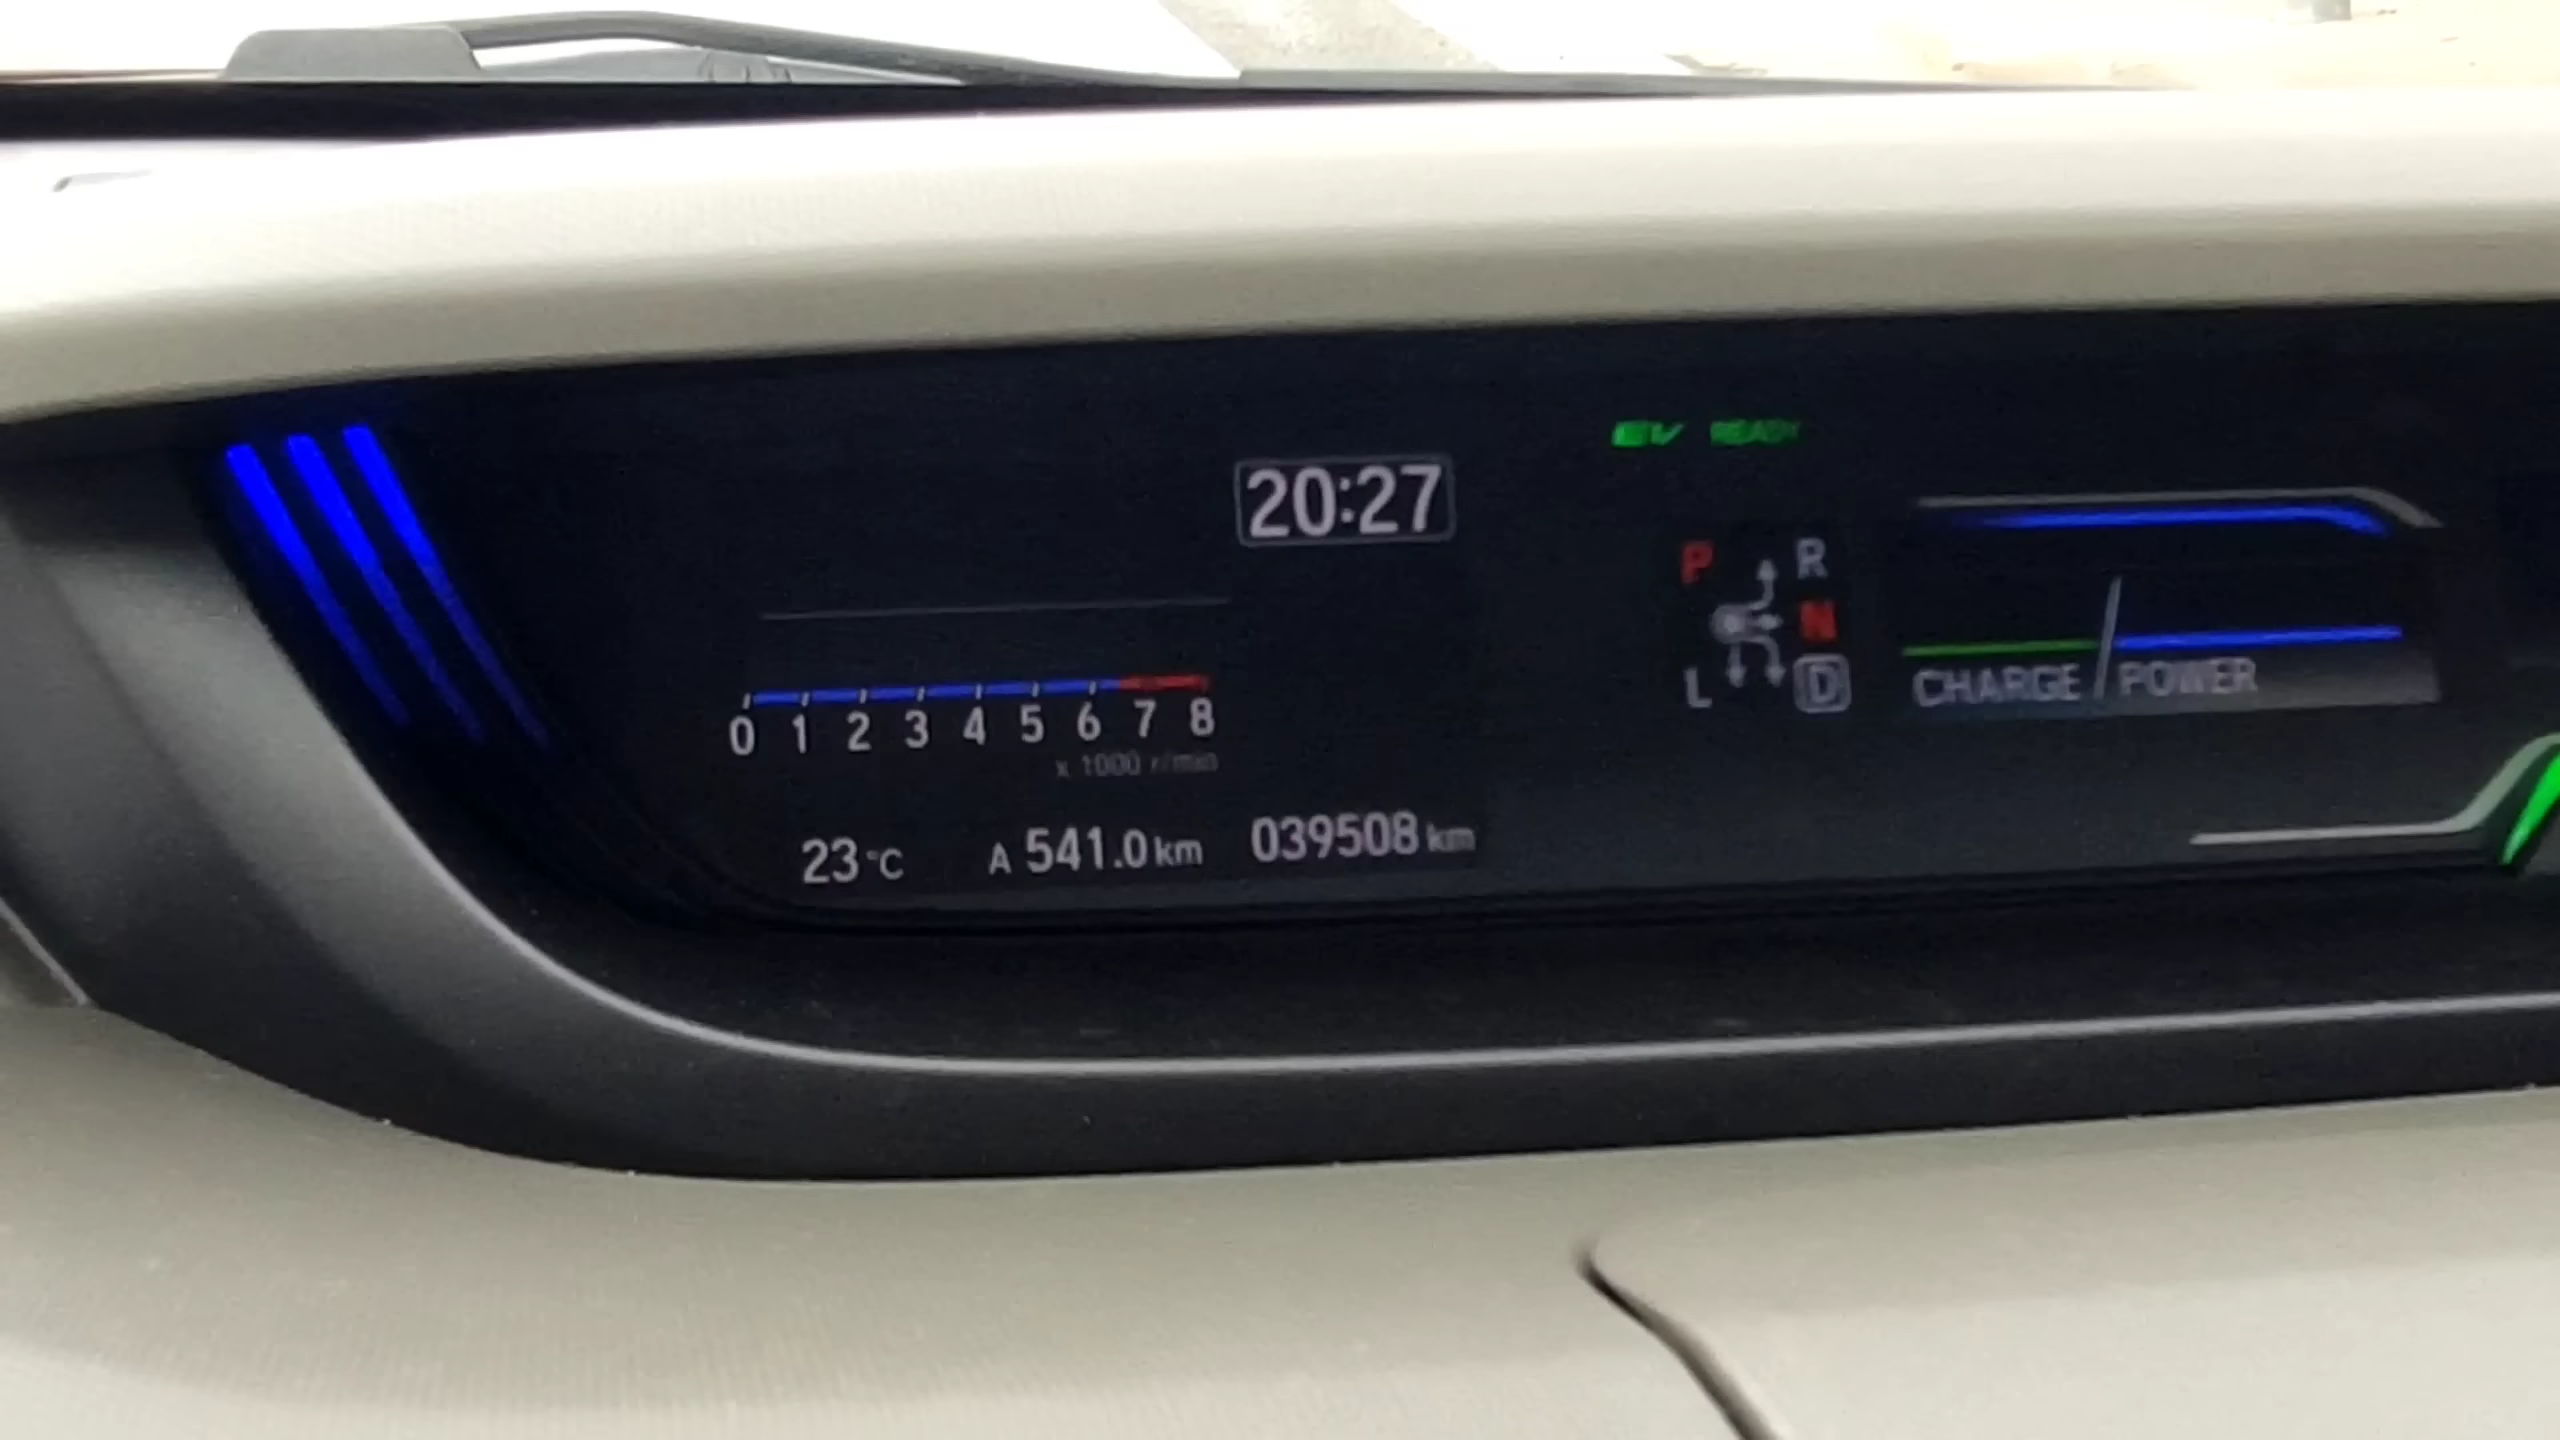 20:27
EV READY
P R
N
L D
CHARGE POWER
0 1 2 3 4 5 6 7 8
x 1000 r/min
23 °C A 541.0 km 039508 km